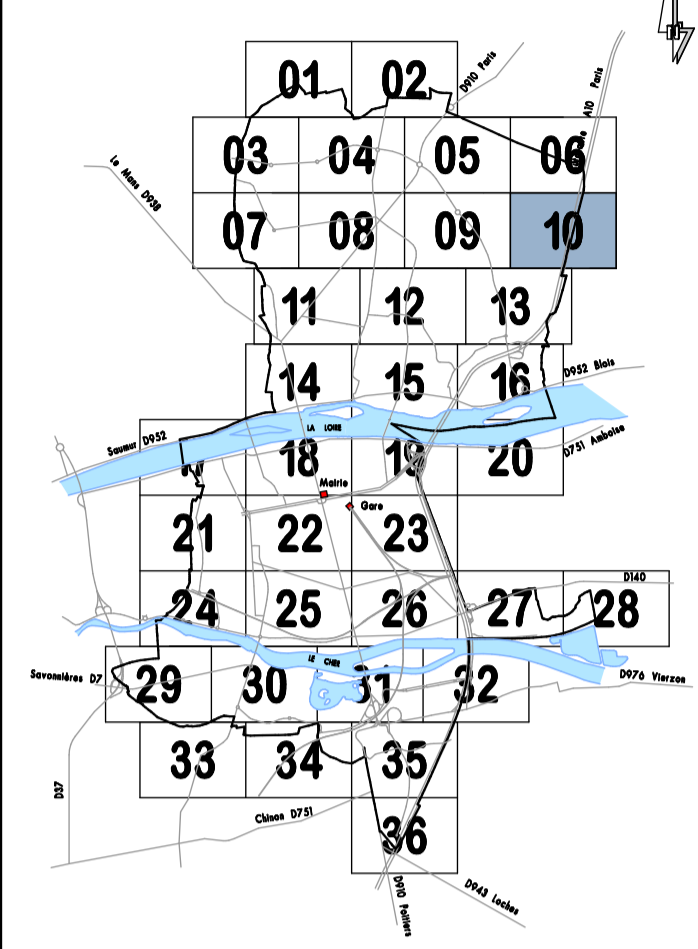 01 02
D910 Paris
A10 Paris
03 04 05 06
Le Mans D938
07 08 09 10
11 12 13
14 15 16
D952 Blois
LA LOIRE
Saumur D952
D751 Amboise
18 19 20
Mairie
Gare
21 22 23
D140
24 25 26 27 28
LE CHER
Savonnières D7
29 30 31 32
D976 Vierzon
33 34 35
D37
Chinon D751
36
D910 Poitiers
D943 Loches